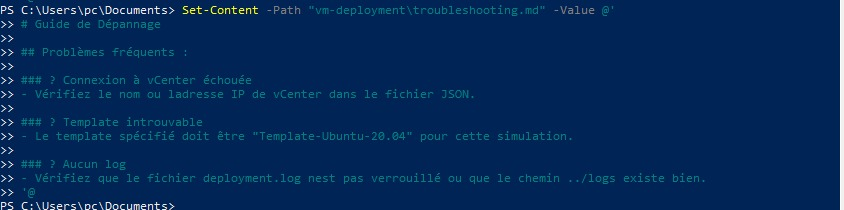 PS C:\Users\pc\Documents> Set-Content -Path "vm-deployment\troubleshooting.md" -Value @'
>> # Guide de Dépannage
>>
>> ## Problèmes fréquents :
>>
>> ### ? Connexion à vCenter échouée
>> - Vérifiez le nom ou ladresse IP de vCenter dans le fichier JSON.
>>
>> ### ? Template introuvable
>> - Le template spécifié doit être "Template-Ubuntu-20.04" pour cette simulation.
>>
>> ### ? Aucun log
>> - Vérifiez que le fichier deployment.log nest pas verrouillé ou que le chemin ../logs existe bien.
>> '@
PS C:\Users\pc\Documents>